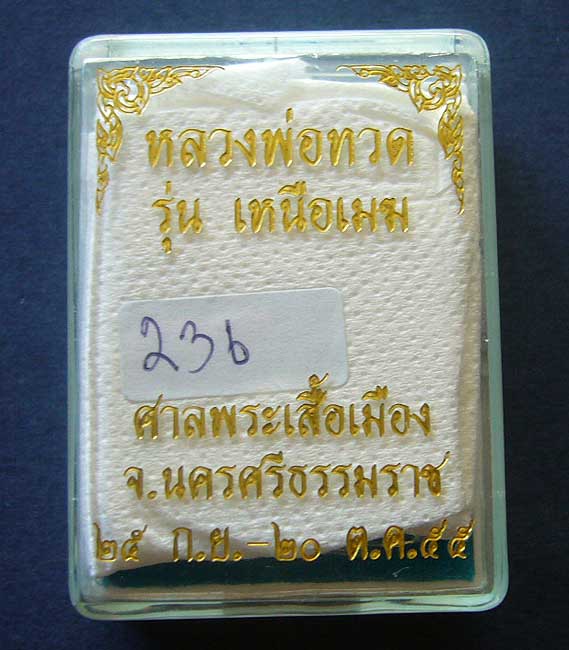 หลวงพ่อทวด
รุ่น เหนือเมฆ
236
ศาลพระเสื้อเมือง
จ.นครศรีธรรมราช
๒๕ ก.ย.-๒๐ ต.ค.๕๕